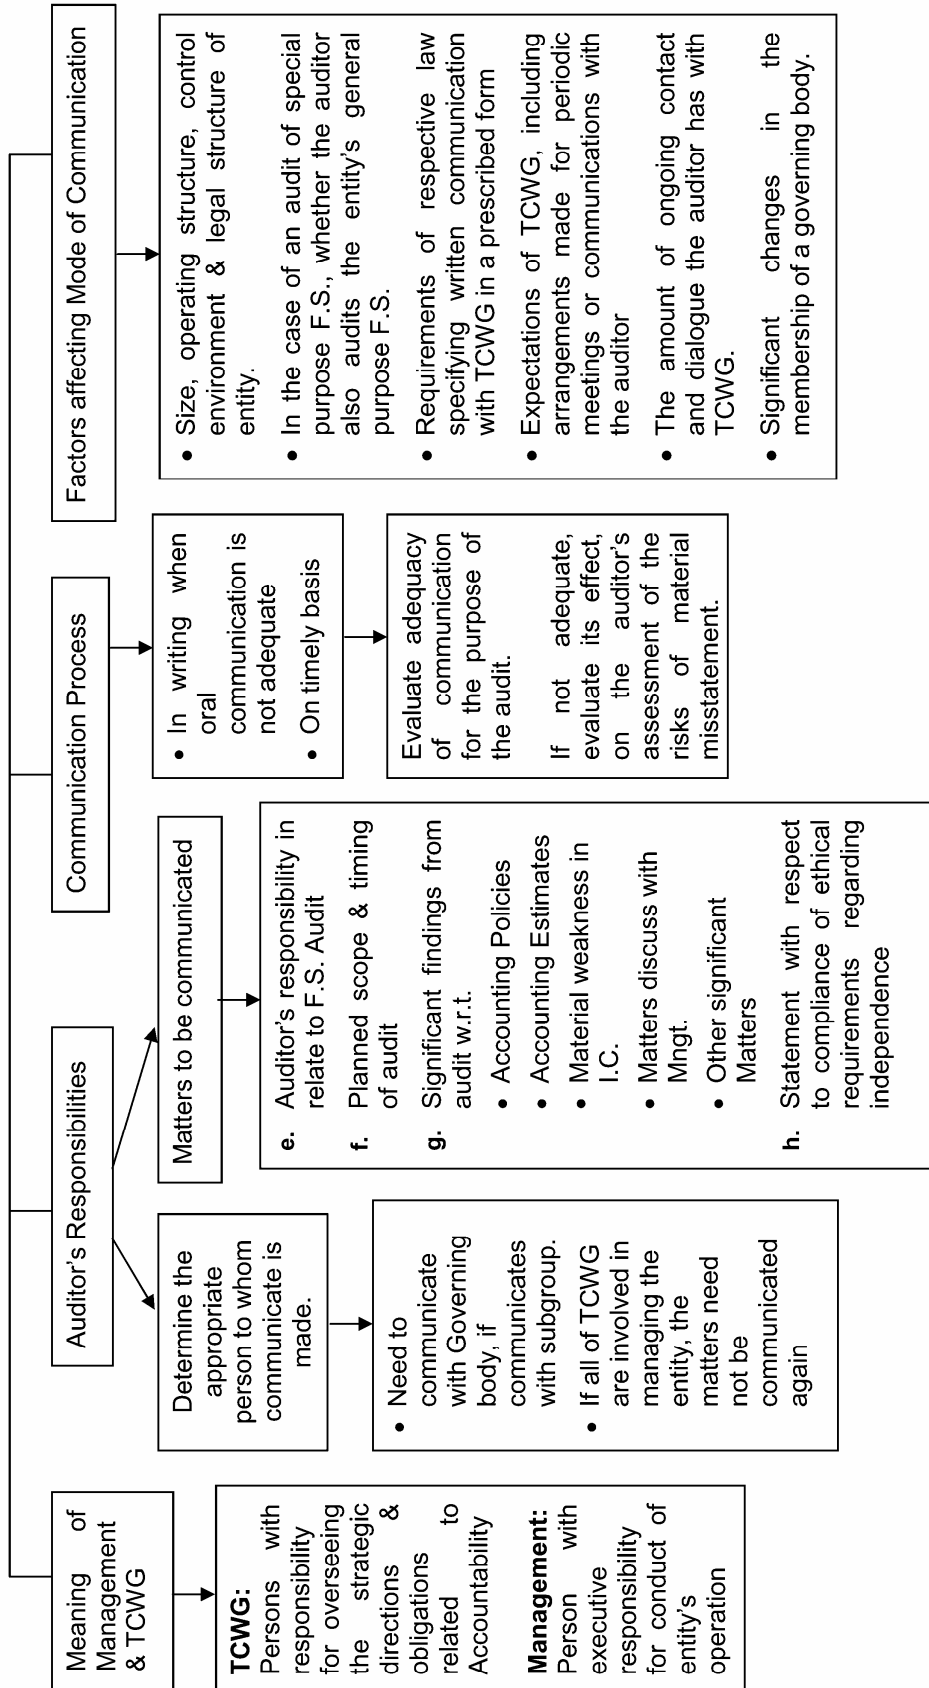 Meaning of
Management
& TCWG
TCWG:
Persons with
responsibility
for overseeing
the strategic
directions &
obligations
related to
Accountability
Management:
Person with
executive
responsibility
for conduct of
entity's
operation
Auditor's Responsibilities
Determine the
appropriate
person to whom
communicate is
made.
• Need to
communicate
with Governing
body, if
communicates
with subgroup.
• If all of TCWG
are involved in
managing the
entity, the
matters need
not be
communicated
again
Matters to be communicated
e. Auditor's responsibility in
relate to F.S. Audit
f. Planned scope & timing
of audit
g. Significant findings from
audit w.r.t.
• Accounting Policies
• Accounting Estimates
• Material weakness in
I.C.
• Matters discuss with
Mngt.
• Other significant
Matters
h. Statement with respect
to compliance of ethical
requirements regarding
independence
Communication Process
• In writing when
oral
communication is
not adequate
• On timely basis
Evaluate adequacy
of communication
for the purpose of
the audit.
If not adequate,
evaluate its effect,
on the auditor's
assessment of the
risks of material
misstatement.
Factors affecting Mode of Communication
• Size, operating structure, control
environment & legal structure of
entity.
• In the case of an audit of special
purpose F.S., whether the auditor
also audits the entity's general
purpose F.S.
• Requirements of respective law
specifying written communication
with TCWG in a prescribed form
• Expectations of TCWG, including
arrangements made for periodic
meetings or communications with
the auditor
• The amount of ongoing contact
and dialogue the auditor has with
TCWG.
• Significant changes in the
membership of a governing body.